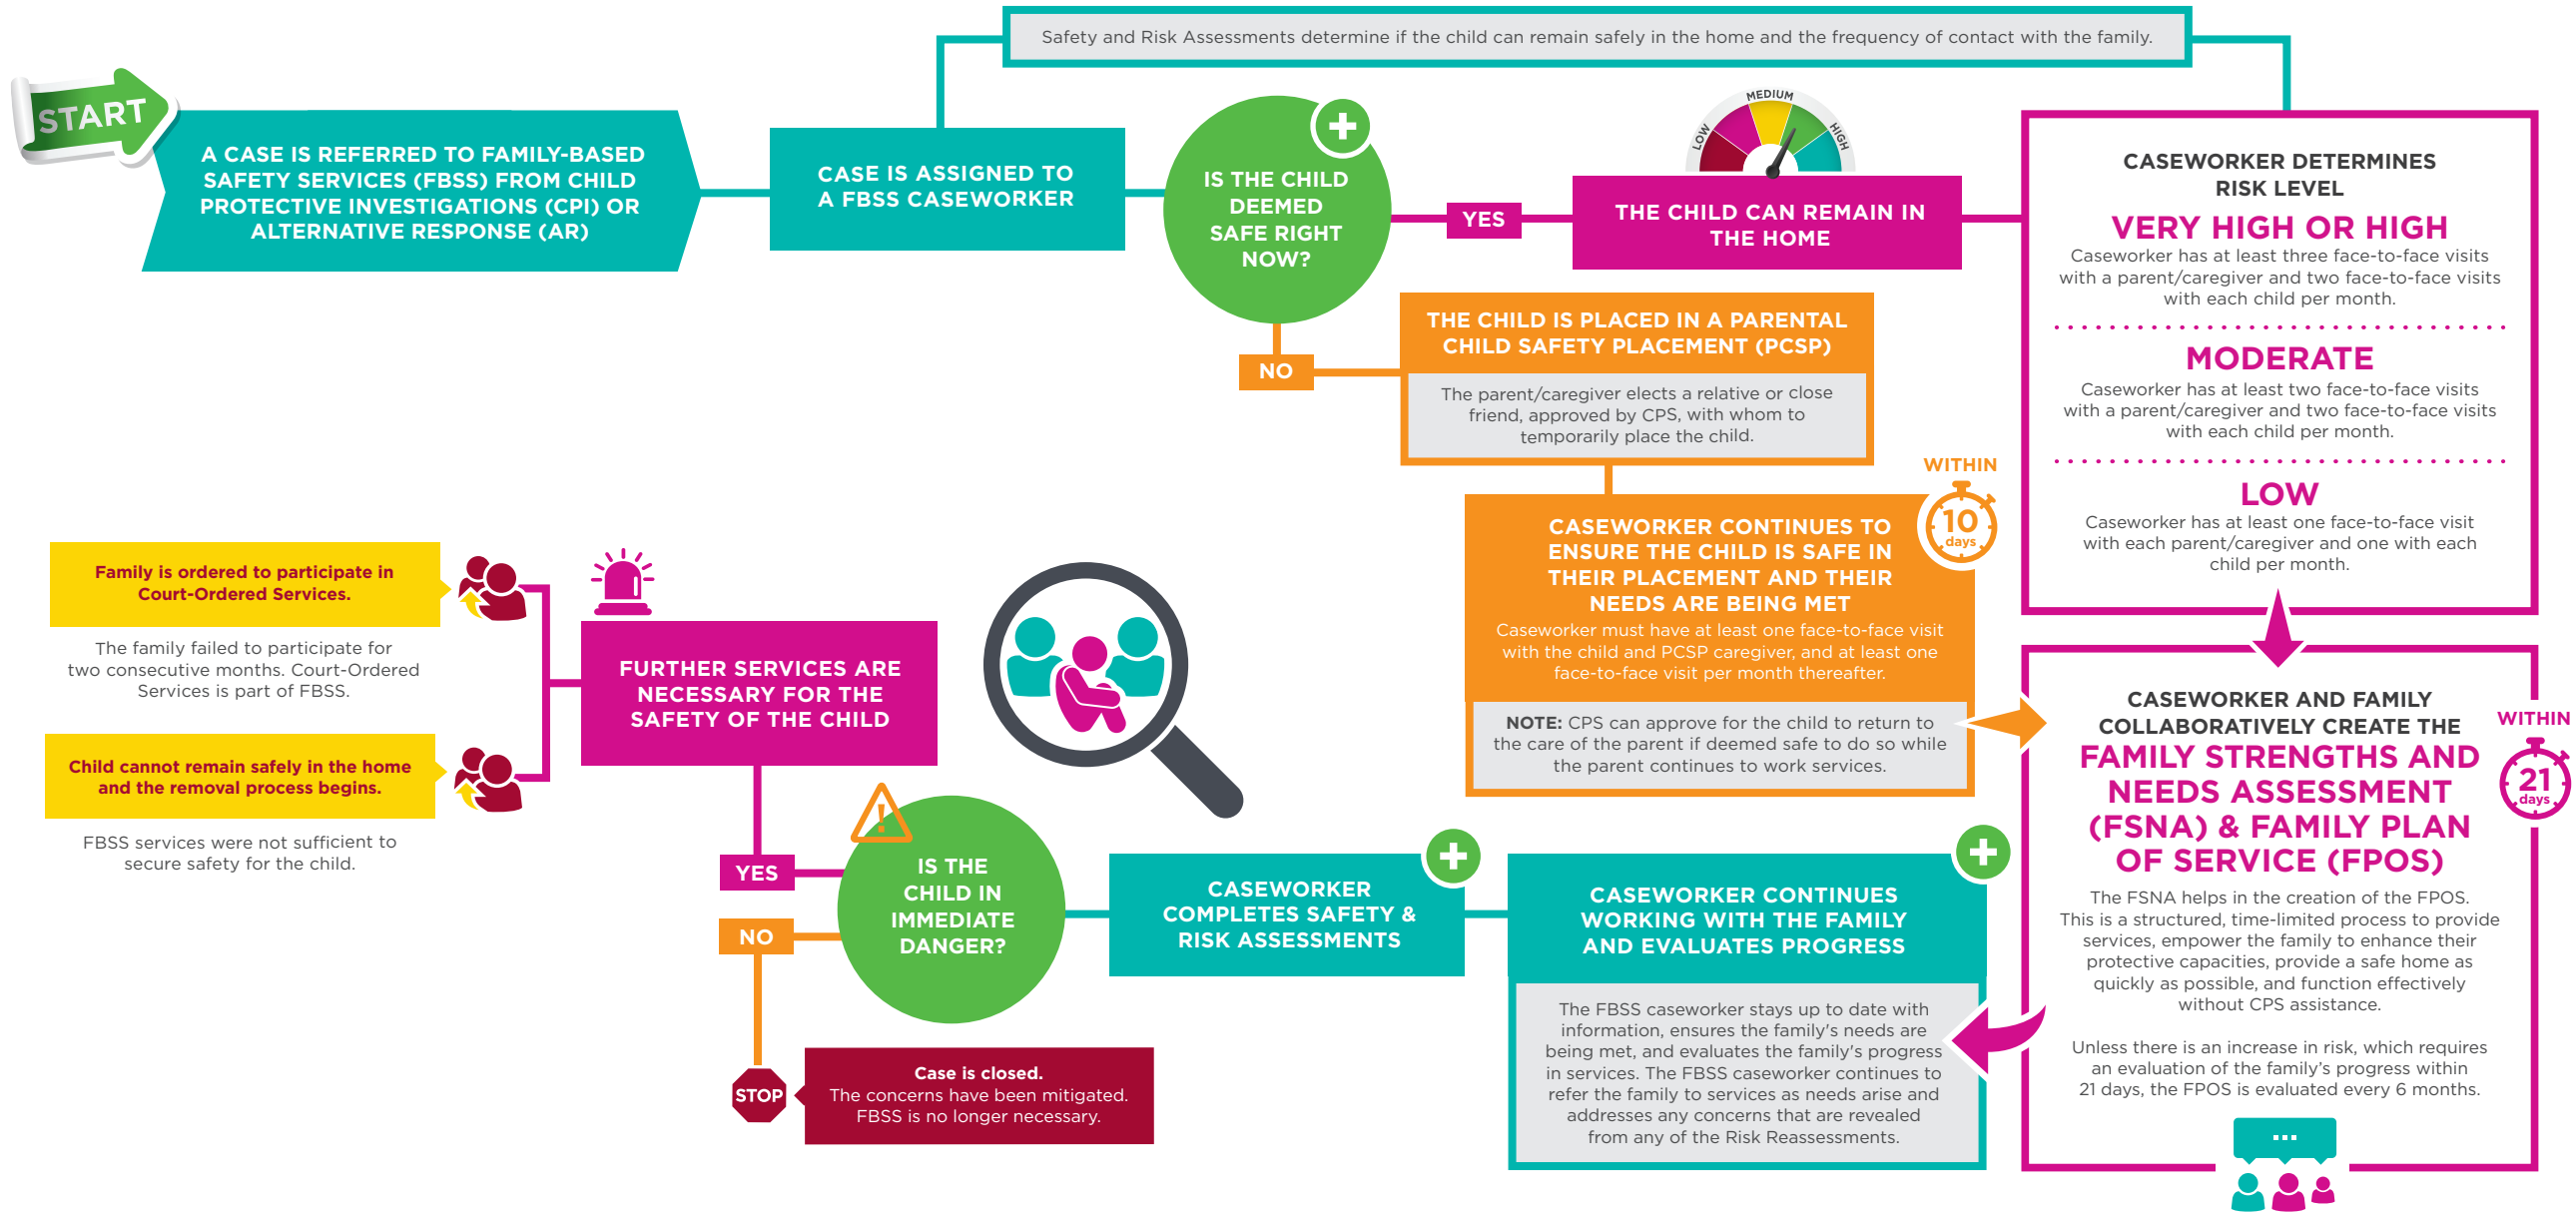 Safety and Risk Assessments determine if the child can remain safely in the home and the frequency of contact with the family.
START
A CASE IS REFERRED TO FAMILY-BASED
SAFETY SERVICES (FBSS) FROM CHILD
PROTECTIVE INVESTIGATIONS (CPI) OR
ALTERNATIVE RESPONSE (AR)
CASE IS ASSIGNED TO
A FBSS CASEWORKER
IS THE CHILD
DEEMED
SAFE RIGHT
NOW?
YES
LOW
MEDIUM
HIGH
THE CHILD CAN REMAIN IN
THE HOME
CASEWORKER DETERMINES
RISK LEVEL
VERY HIGH OR HIGH
Caseworker has at least three face-to-face visits
with a parent/caregiver and two face-to-face visits
with each child per month.
MODERATE
Caseworker has at least two face-to-face visits
with a parent/caregiver and two face-to-face visits
with each child per month.
LOW
Caseworker has at least one face-to-face visit
with each parent/caregiver and one with each
child per month.
NO
THE CHILD IS PLACED IN A PARENTAL
CHILD SAFETY PLACEMENT (PCSP)
The parent/caregiver elects a relative or close
friend, approved by CPS, with whom to
temporarily place the child.
WITHIN
10
days
CASEWORKER CONTINUES TO
ENSURE THE CHILD IS SAFE IN
THEIR PLACEMENT AND THEIR
NEEDS ARE BEING MET
Caseworker must have at least one face-to-face visit
with the child and PCSP caregiver, and at least one
face-to-face visit per month thereafter.
NOTE: CPS can approve for the child to return to
the care of the parent if deemed safe to do so while
the parent continues to work services.
CASEWORKER AND FAMILY
COLLABORATIVELY CREATE THE
FAMILY STRENGTHS AND
NEEDS ASSESSMENT
(FSNA) & FAMILY PLAN
OF SERVICE (FPOS)
WITHIN
21
days
The FSNA helps in the creation of the FPOS.
This is a structured, time-limited process to provide
services, empower the family to enhance their
protective capacities, provide a safe home as
quickly as possible, and function effectively
without CPS assistance.
Unless there is an increase in risk, which requires
an evaluation of the family's progress within
21 days, the FPOS is evaluated every 6 months.
CASEWORKER CONTINUES
WORKING WITH THE FAMILY
AND EVALUATES PROGRESS
The FBSS caseworker stays up to date with
information, ensures the family's needs are
being met, and evaluates the family's progress
in services. The FBSS caseworker continues to
refer the family to services as needs arise and
addresses any concerns that are revealed
from any of the Risk Reassessments.
CASEWORKER
COMPLETES SAFETY &
RISK ASSESSMENTS
IS THE
CHILD IN
IMMEDIATE
DANGER?
YES
NO
STOP
Case is closed.
The concerns have been mitigated.
FBSS is no longer necessary.
FURTHER SERVICES ARE
NECESSARY FOR THE
SAFETY OF THE CHILD
Family is ordered to participate in
Court-Ordered Services.
The family failed to participate for
two consecutive months. Court-Ordered
Services is part of FBSS.
Child cannot remain safely in the home
and the removal process begins.
FBSS services were not sufficient to
secure safety for the child.